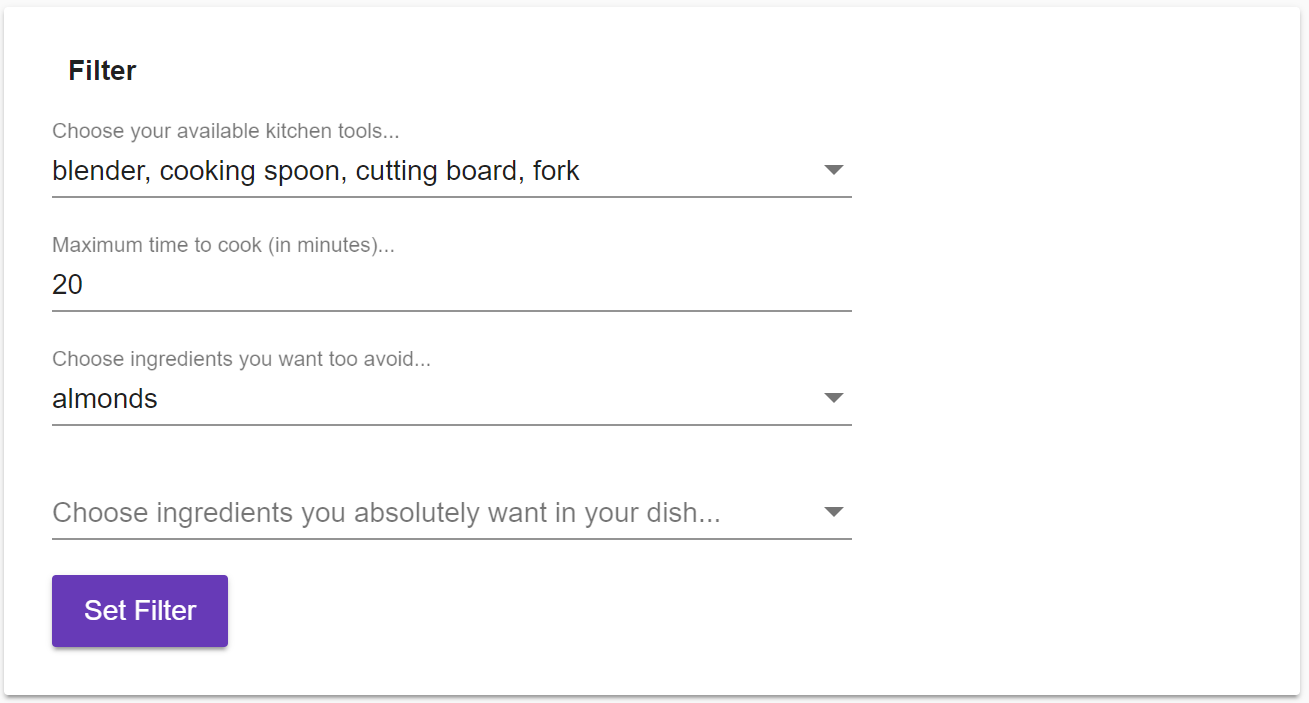 Filter
Choose your available kitchen tools...
blender, cooking spoon, cutting board, fork
Maximum time to cook (in minutes)...
20
Choose ingredients you want too avoid...
almonds
Choose ingredients you absolutely want in your dish...
Set Filter